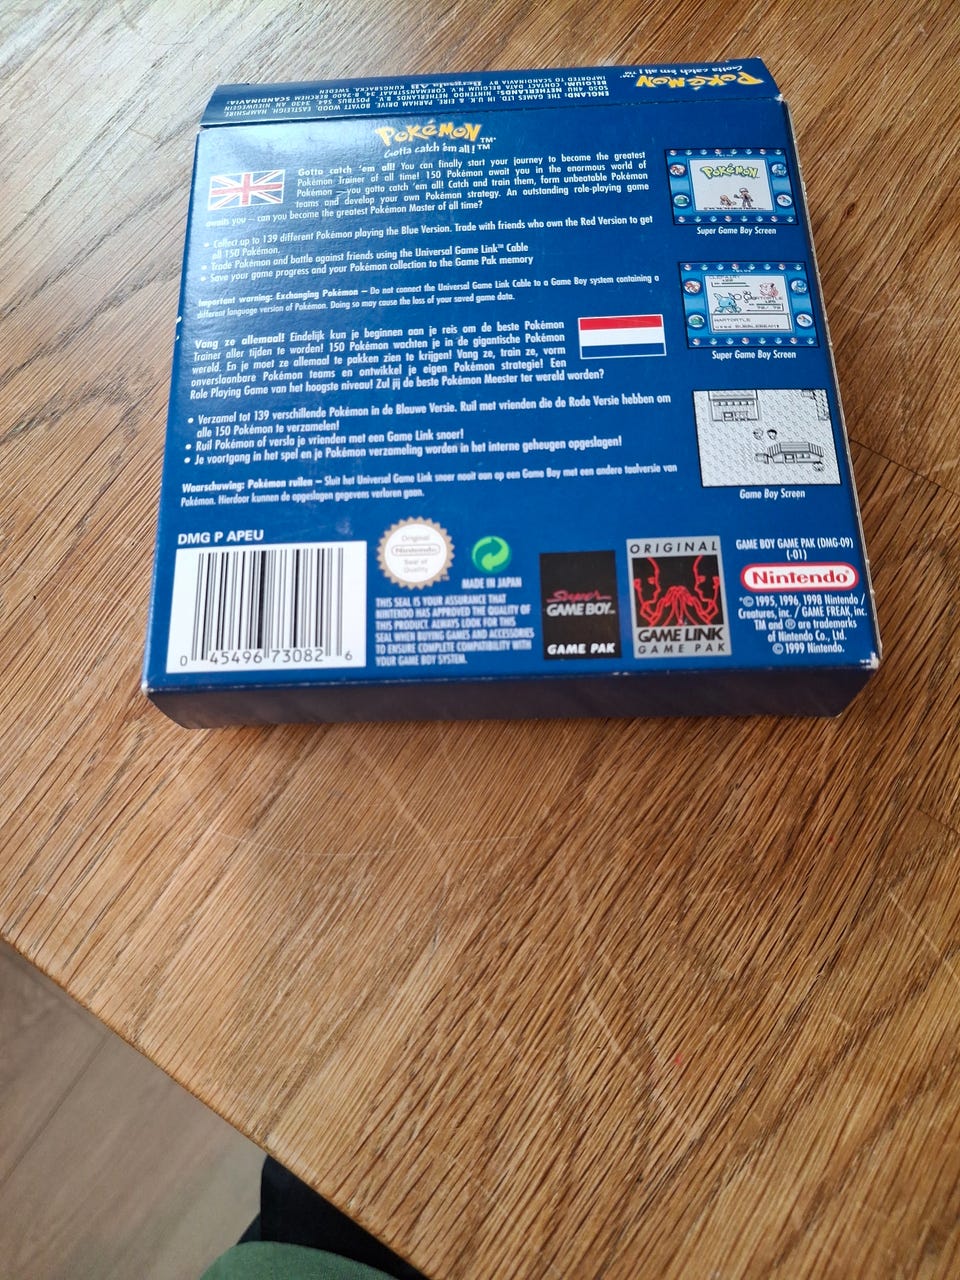 POKéMON™
Gotta catch 'em all!™
POKéMON™
Gotta catch 'em all!™
Gotta catch 'em all! You can finally start your journey to become the greatest
Pokémon Trainer of all time! 150 Pokémon await you in the enormous world of
Pokémon – you gotta catch 'em all! Catch and train them, form unbeatable Pokémon
teams and develop your own Pokémon strategy. An outstanding role-playing game
awaits you – can you become the greatest Pokémon Master of all time?
• Collect up to 139 different Pokémon playing the Blue Version. Trade with friends who own the Red Version to get
all 150 Pokémon.
• Trade Pokémon and battle against friends using the Universal Game Link™ Cable
• Save your game progress and your Pokémon collection to the Game Pak memory
Important warning: Exchanging Pokémon – Do not connect the Universal Game Link Cable to a Game Boy system containing a
different language version of Pokémon. Doing so may cause the loss of your saved game data.
Vang ze allemaal! Eindelijk kun je beginnen aan je reis om de beste Pokémon
Trainer aller tijden te worden! 150 Pokémon wachten je in de gigantische Pokémon
wereld. En je moet ze allemaal te pakken zien te krijgen! Vang ze, train ze, vorm
onverslaanbare Pokémon teams en ontwikkel je eigen Pokémon strategie! Een
Role Playing Game van het hoogste niveau! Zul jij de beste Pokémon Meester ter wereld worden?
• Verzamel tot 139 verschillende Pokémon in de Blauwe Versie. Ruil met vrienden die de Rode Versie hebben om
alle 150 Pokémon te verzamelen!
• Ruil Pokémon of versla je vrienden met een Game Link snoer!
• Je voortgang in het spel en je Pokémon verzameling worden in het interne geheugen opgeslagen!
Waarschuwing: Pokémon ruilen – Sluit het Universal Game Link snoer nooit aan op een Game Boy met een andere taalversie van
Pokémon. Hierdoor kunnen de opgeslagen gegevens verloren gaan.
POKéMON
Super Game Boy Screen
WARTORTLE
used BUBBLEBEAM!
Super Game Boy Screen
Game Boy Screen
DMG P APEU
0 45496 73082 6
Original
Nintendo
Seal of
Quality
MADE IN JAPAN
THIS SEAL IS YOUR ASSURANCE THAT
NINTENDO HAS APPROVED THE QUALITY OF
THIS PRODUCT. ALWAYS LOOK FOR THIS
SEAL WHEN BUYING GAMES AND ACCESSORIES
TO ENSURE COMPLETE COMPATIBILITY WITH
YOUR GAME BOY SYSTEM.
Super
GAME BOY™
GAME PAK
ORIGINAL
GAME LINK
GAME PAK
GAME BOY GAME PAK (DMG-09)
(-01)
Nintendo®
©1995, 1996, 1998 Nintendo /
Creatures, inc. / GAME FREAK, inc.
TM and ® are trademarks
of Nintendo Co., Ltd.
© 1999 Nintendo.